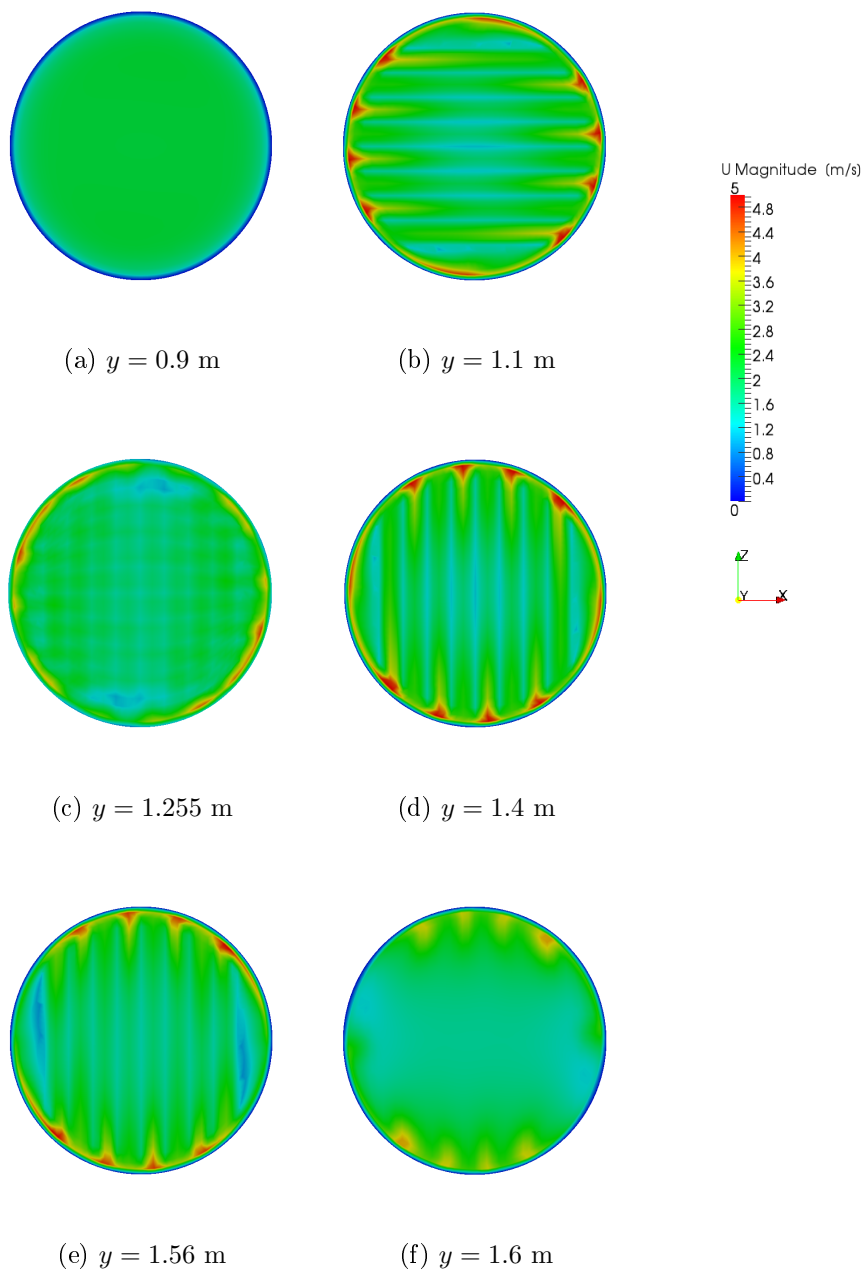 (a) y = 0.9 m
(b) y = 1.1 m
U Magnitude (m/s)
5
4.8
4.4
4
3.6
3.2
2.8
2.4
2
1.6
1.2
0.8
0.4
0
Z
Y
X
(c) y = 1.255 m
(d) y = 1.4 m
(e) y = 1.56 m
(f) y = 1.6 m